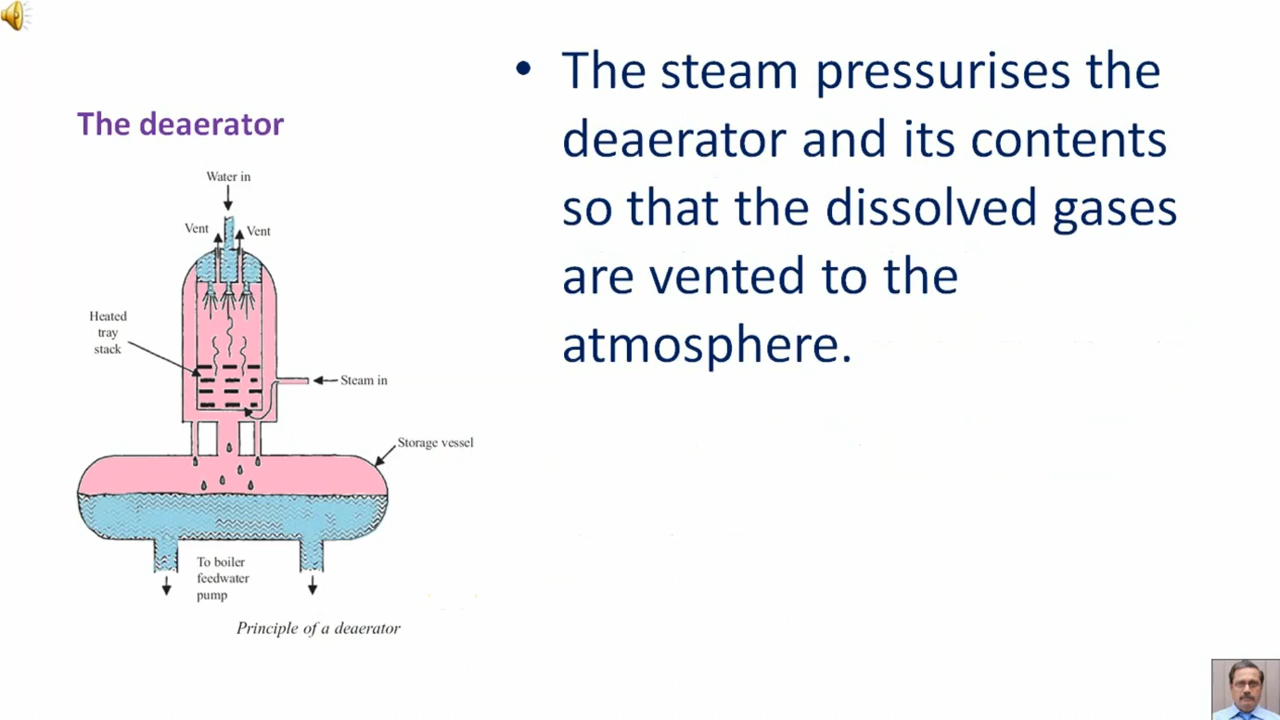 The deaerator
Water in
Vent
Vent
Heated
tray
stack
Steam in
Storage vessel
To boiler
feedwater
pump
Principle of a deaerator
• The steam pressurises the
deaerator and its contents
so that the dissolved gases
are vented to the
atmosphere.